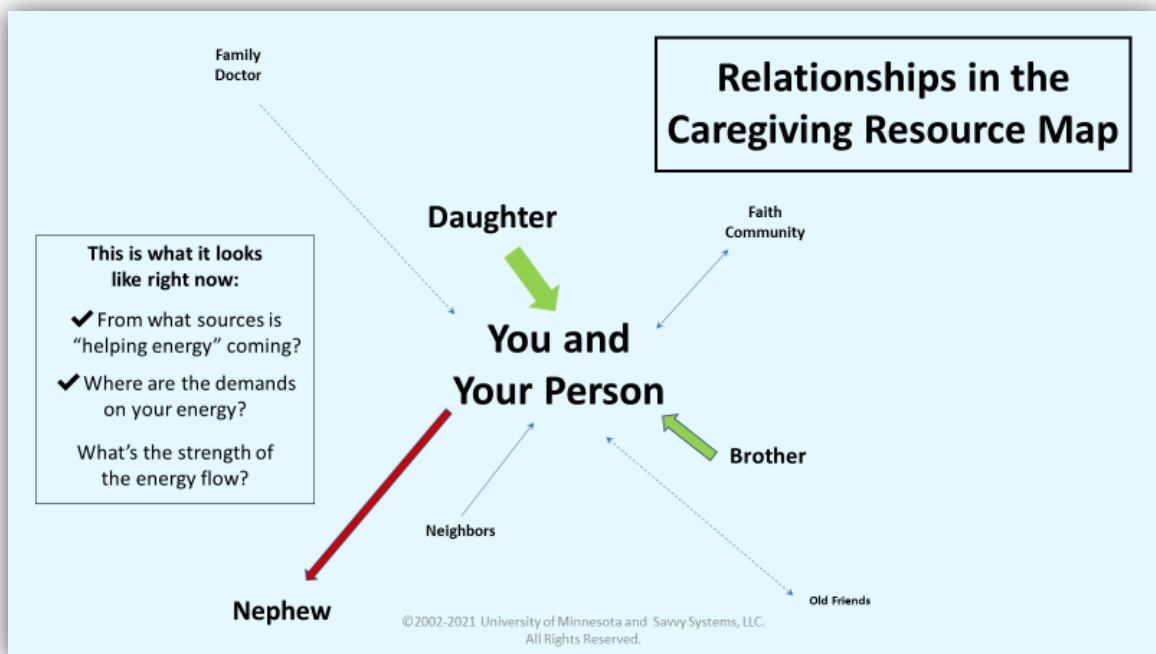 Family
Doctor
Relationships in the
Caregiving Resource Map
Daughter
Faith
Community
This is what it looks
like right now:
✔ From what sources is
“helping energy” coming?
✔ Where are the demands
on your energy?
What’s the strength of
the energy flow?
You and
Your Person
Brother
Neighbors
Nephew
Old Friends
©2002-2021 University of Minnesota and Savvy Systems, LLC.
All Rights Reserved.